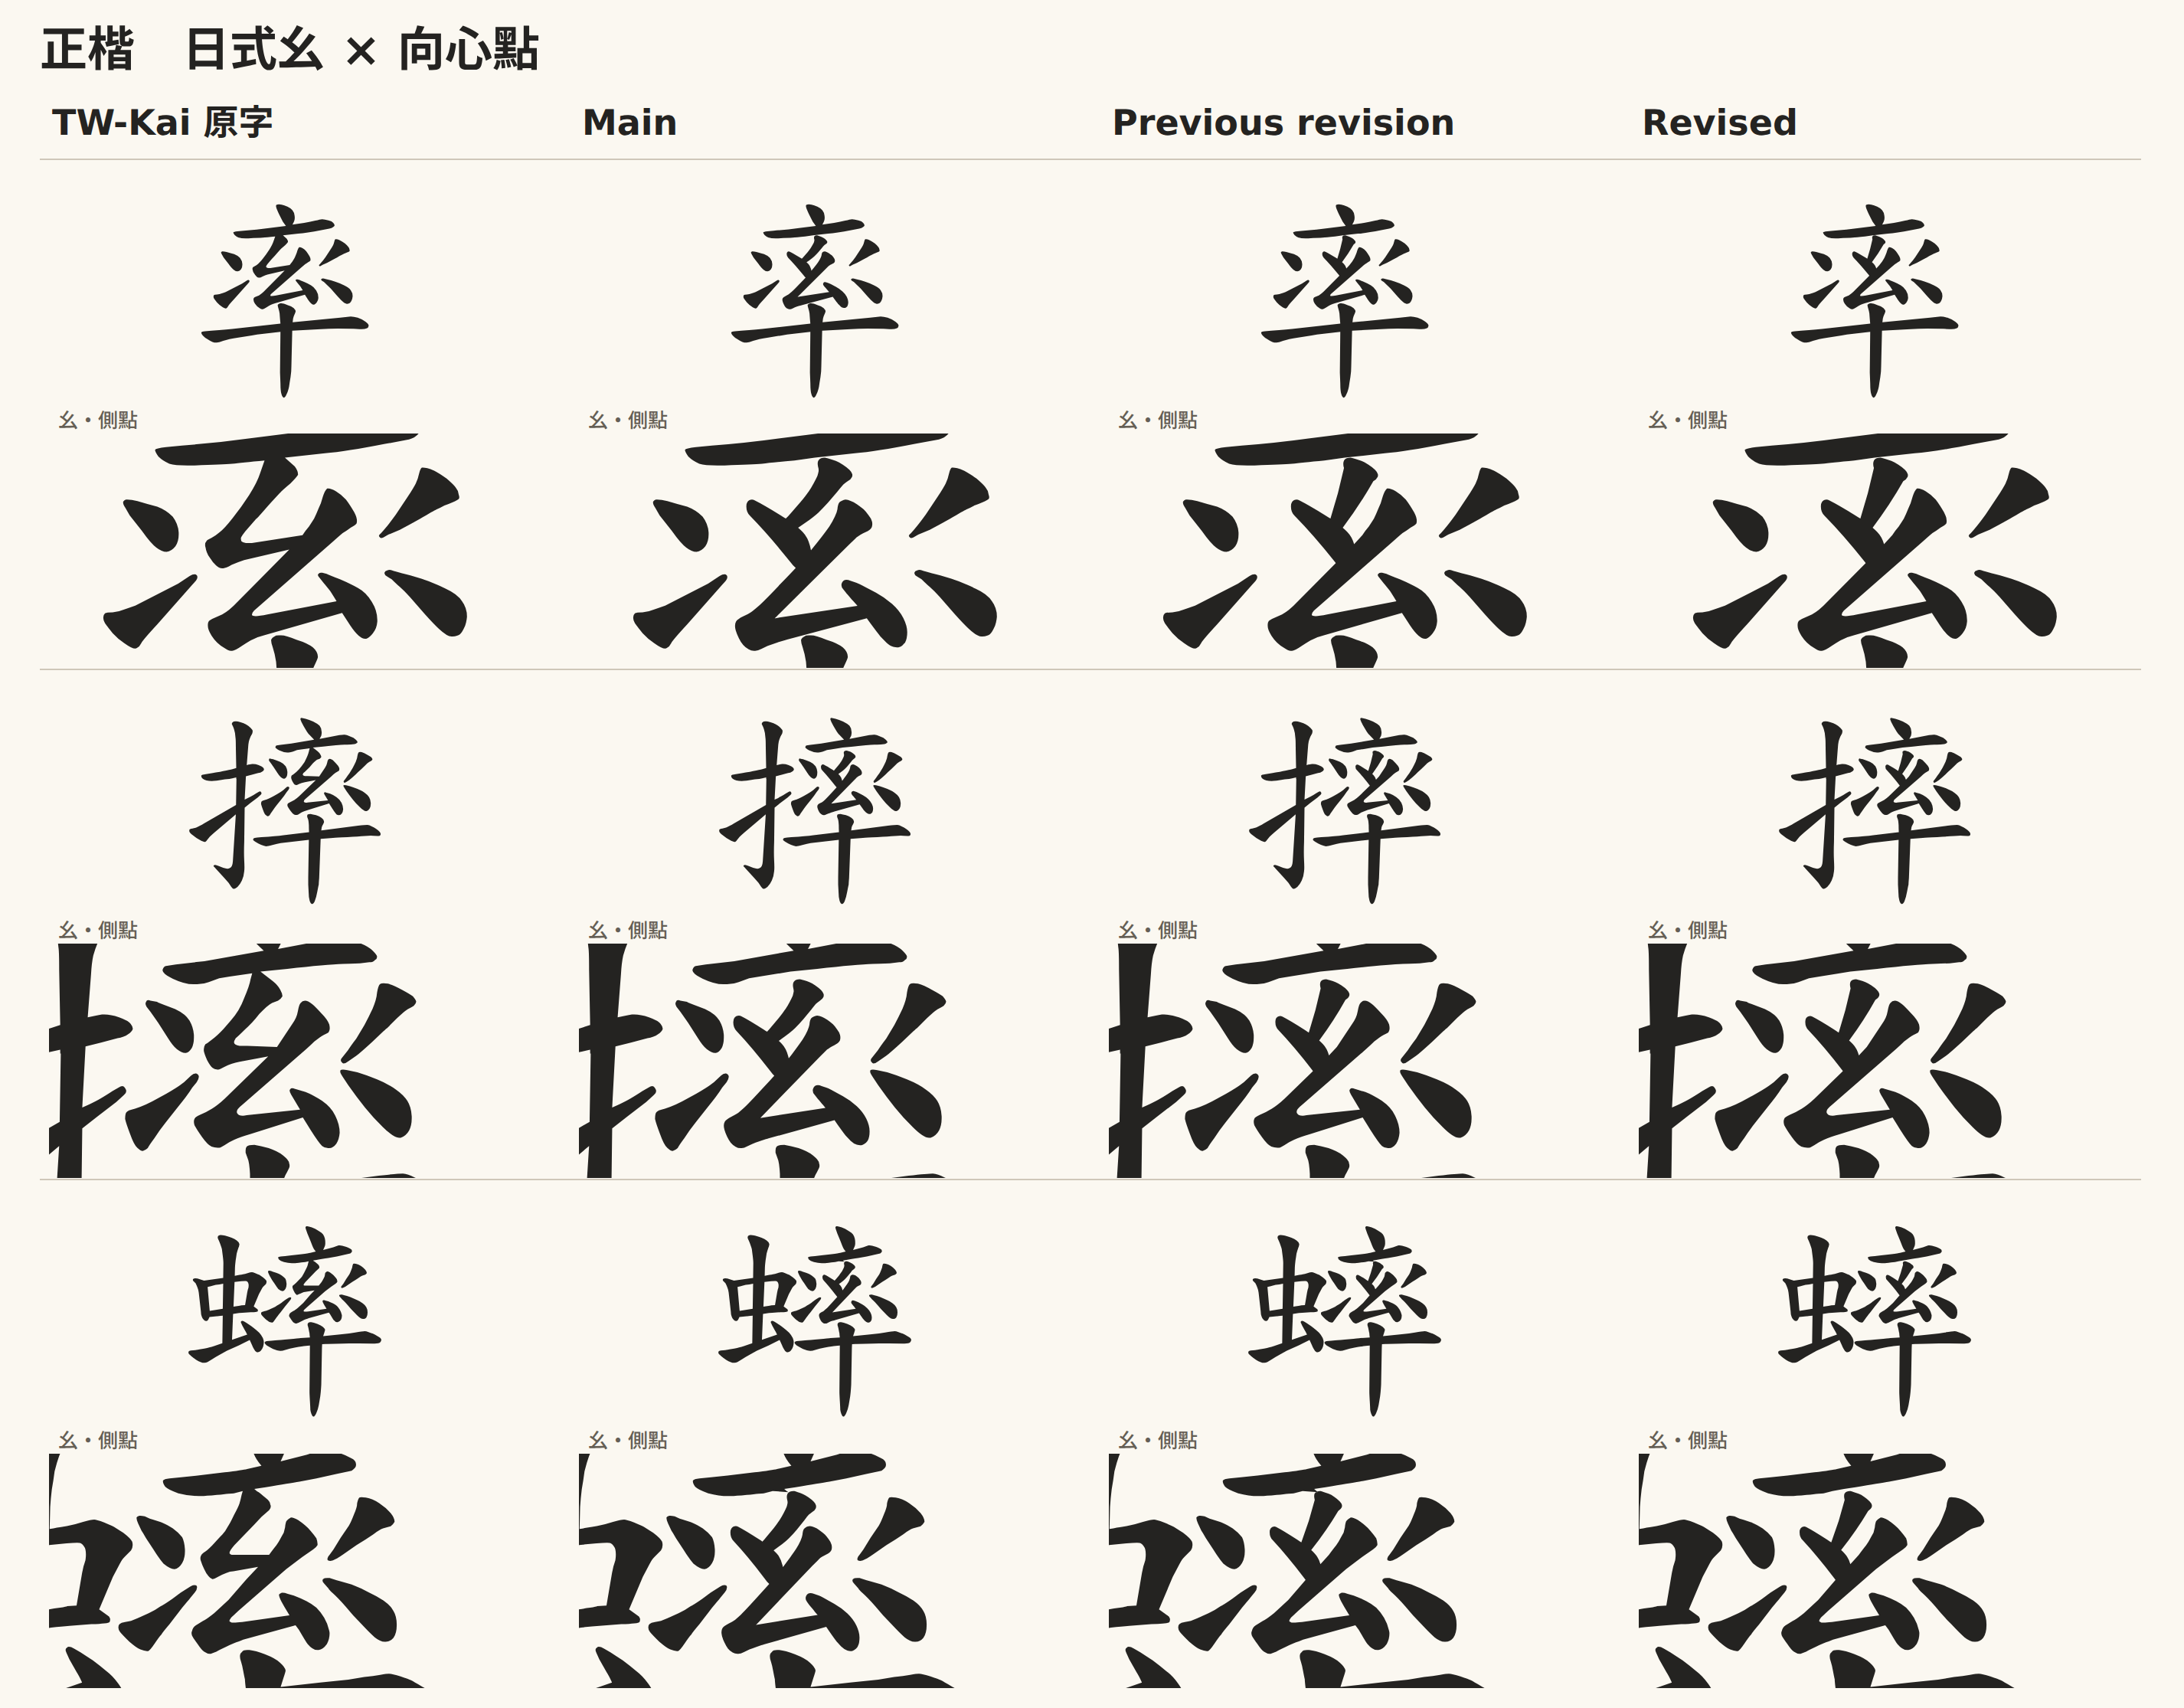 正楷　日式幺 × 向心點
TW-Kai 原字 Main Previous revision Revised
率 率 率 率
幺・側點 幺・側點 幺・側點 幺・側點
摔 摔 摔 摔
幺・側點 幺・側點 幺・側點 幺・側點
蟀 蟀 蟀 蟀
幺・側點 幺・側點 幺・側點 幺・側點